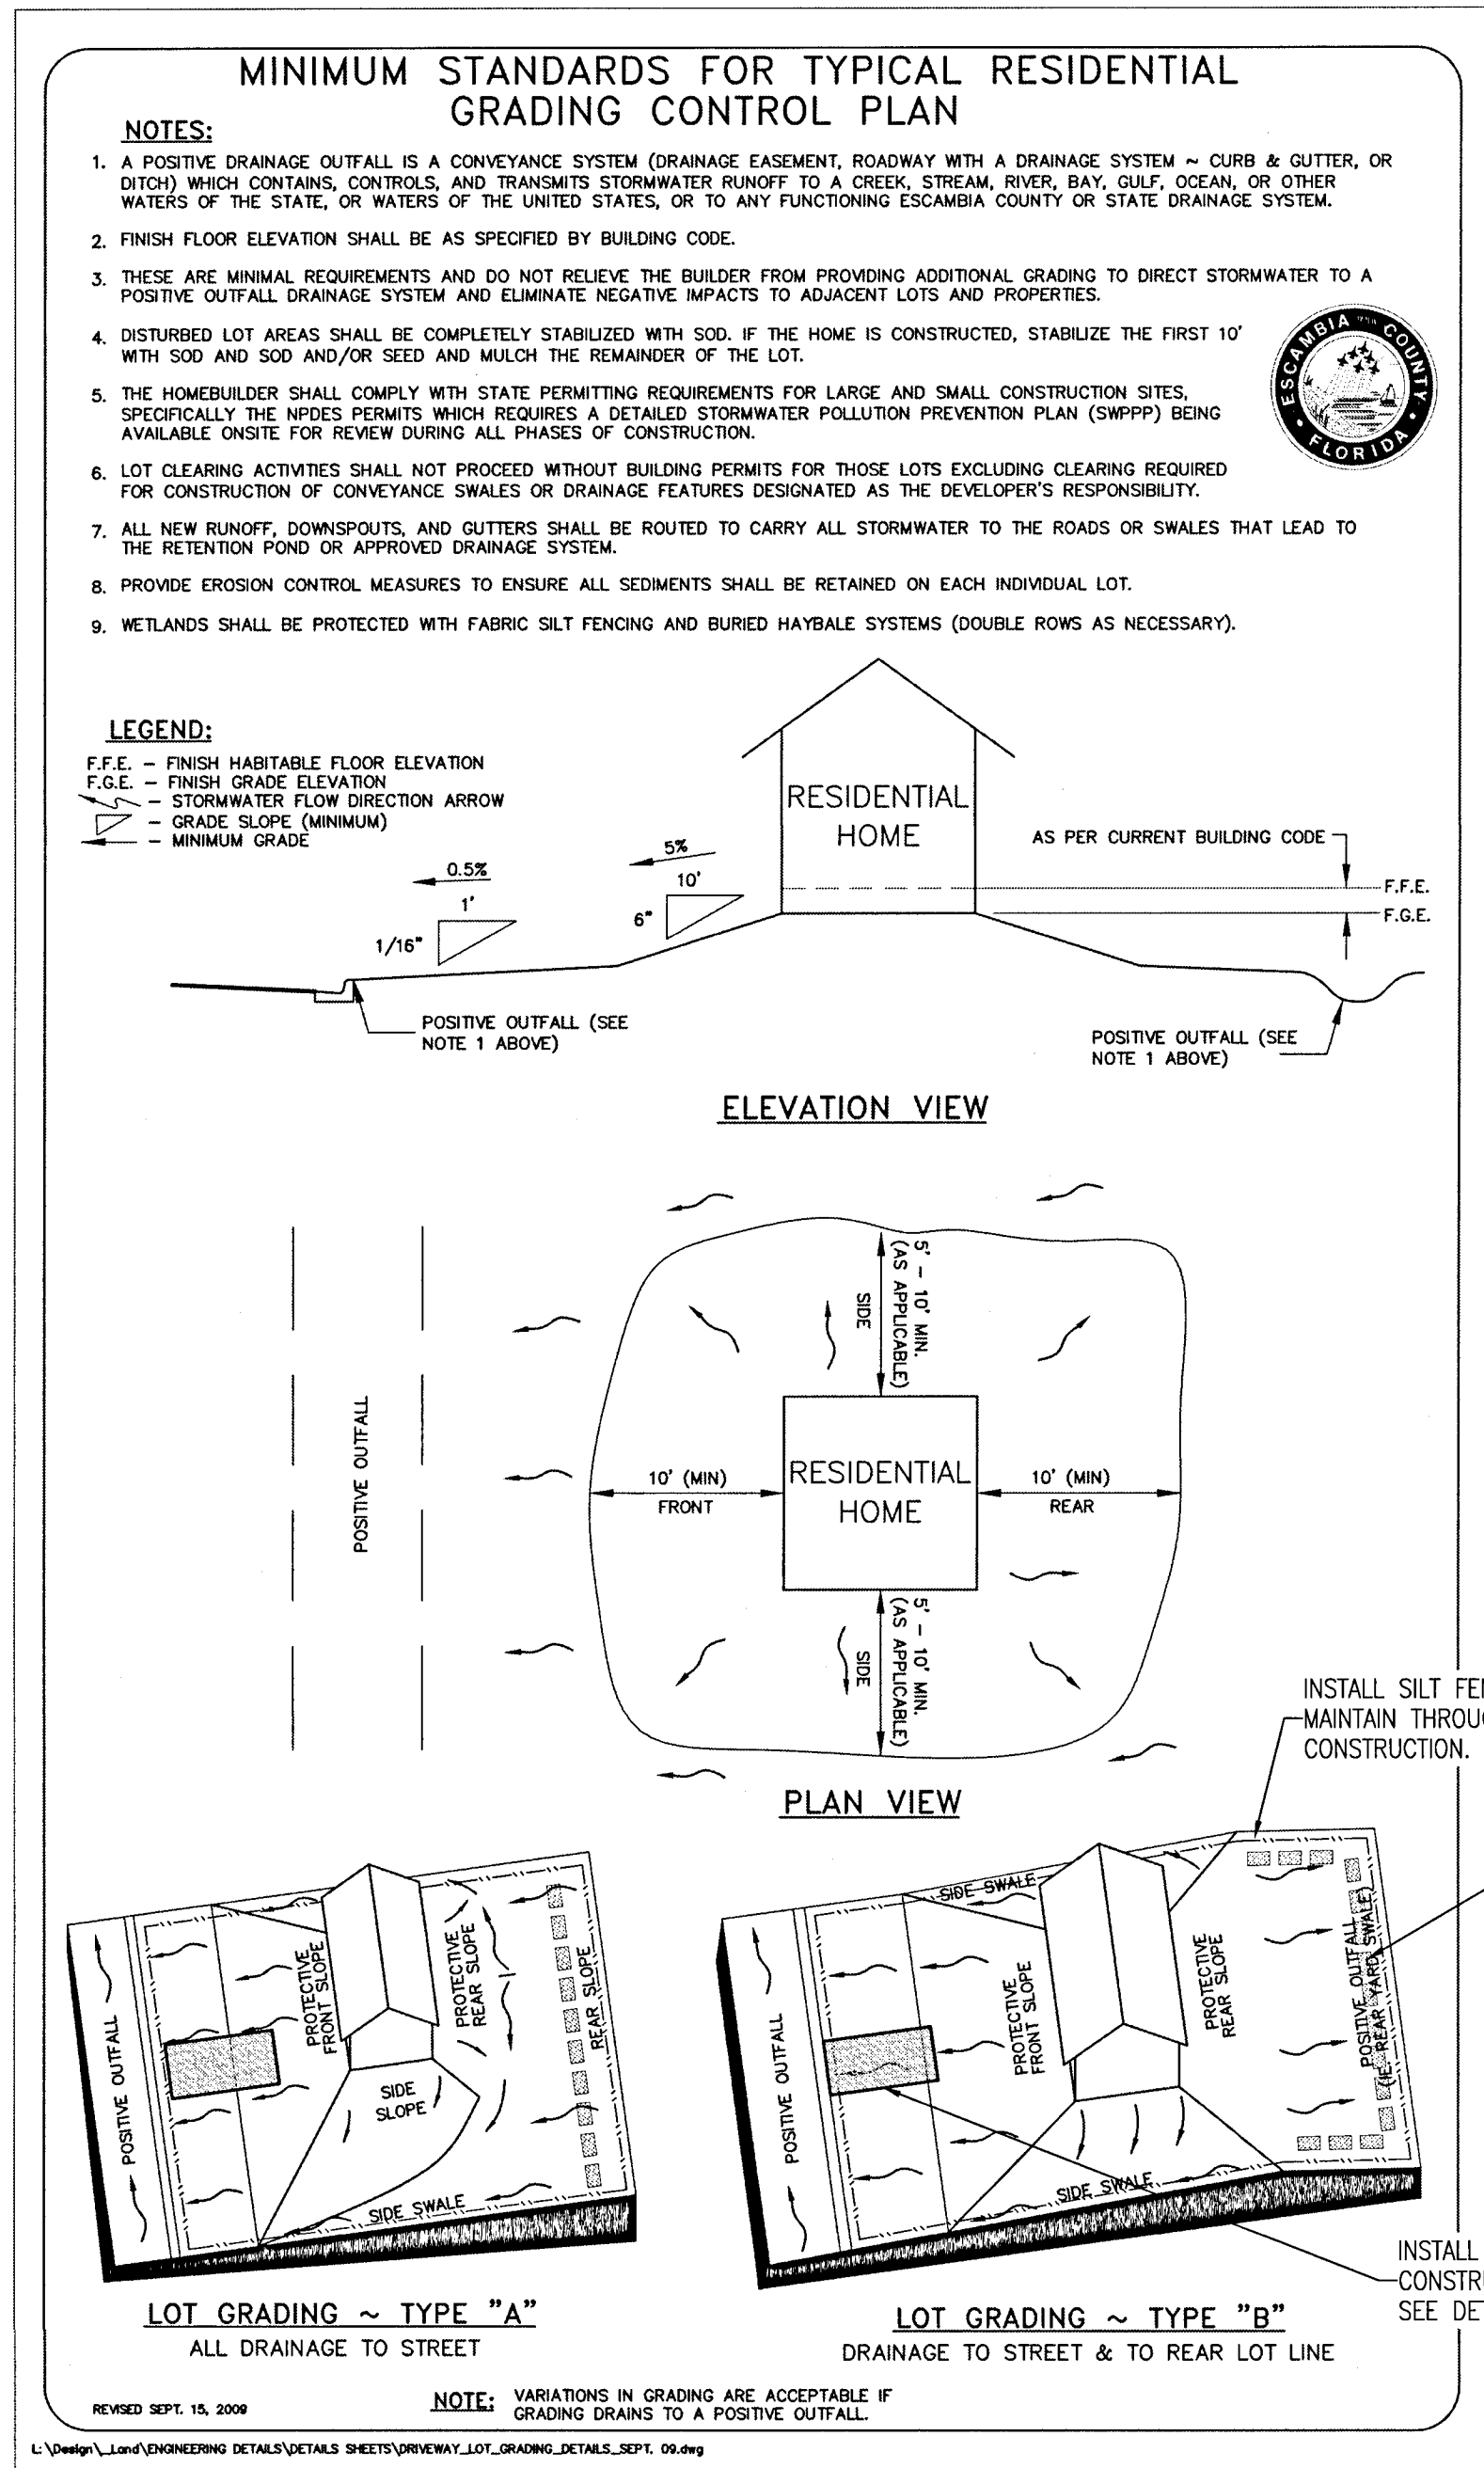 MINIMUM STANDARDS FOR TYPICAL RESIDENTIAL
GRADING CONTROL PLAN
NOTES:
1. A POSITIVE DRAINAGE OUTFALL IS A CONVEYANCE SYSTEM (DRAINAGE EASEMENT, ROADWAY WITH A DRAINAGE SYSTEM ~ CURB & GUTTER, OR
DITCH) WHICH CONTAINS, CONTROLS, AND TRANSMITS STORMWATER RUNOFF TO A CREEK, STREAM, RIVER, BAY, GULF, OCEAN, OR OTHER
WATERS OF THE STATE, OR WATERS OF THE UNITED STATES, OR TO ANY FUNCTIONING ESCAMBIA COUNTY OR STATE DRAINAGE SYSTEM.
2. FINISH FLOOR ELEVATION SHALL BE AS SPECIFIED BY BUILDING CODE.
3. THESE ARE MINIMAL REQUIREMENTS AND DO NOT RELIEVE THE BUILDER FROM PROVIDING ADDITIONAL GRADING TO DIRECT STORMWATER TO A
POSITIVE OUTFALL DRAINAGE SYSTEM AND ELIMINATE NEGATIVE IMPACTS TO ADJACENT LOTS AND PROPERTIES.
4. DISTURBED LOT AREAS SHALL BE COMPLETELY STABILIZED WITH SOD. IF THE HOME IS CONSTRUCTED, STABILIZE THE FIRST 10'
WITH SOD AND SOD AND/OR SEED AND MULCH THE REMAINDER OF THE LOT.
5. THE HOMEBUILDER SHALL COMPLY WITH STATE PERMITTING REQUIREMENTS FOR LARGE AND SMALL CONSTRUCTION SITES,
SPECIFICALLY THE NPDES PERMITS WHICH REQUIRES A DETAILED STORMWATER POLLUTION PREVENTION PLAN (SWPPP) BEING
AVAILABLE ONSITE FOR REVIEW DURING ALL PHASES OF CONSTRUCTION.
6. LOT CLEARING ACTIVITIES SHALL NOT PROCEED WITHOUT BUILDING PERMITS FOR THOSE LOTS EXCLUDING CLEARING REQUIRED
FOR CONSTRUCTION OF CONVEYANCE SWALES OR DRAINAGE FEATURES DESIGNATED AS THE DEVELOPER'S RESPONSIBILITY.
7. ALL NEW RUNOFF, DOWNSPOUTS, AND GUTTERS SHALL BE ROUTED TO CARRY ALL STORMWATER TO THE ROADS OR SWALES THAT LEAD TO
THE RETENTION POND OR APPROVED DRAINAGE SYSTEM.
8. PROVIDE EROSION CONTROL MEASURES TO ENSURE ALL SEDIMENTS SHALL BE RETAINED ON EACH INDIVIDUAL LOT.
9. WETLANDS SHALL BE PROTECTED WITH FABRIC SILT FENCING AND BURIED HAYBALE SYSTEMS (DOUBLE ROWS AS NECESSARY).
ESCAMBIA COUNTY
FLORIDA
LEGEND:
F.F.E. – FINISH HABITABLE FLOOR ELEVATION
F.G.E. – FINISH GRADE ELEVATION
– STORMWATER FLOW DIRECTION ARROW
– GRADE SLOPE (MINIMUM)
– MINIMUM GRADE
0.5%
1'
1/16"
5%
10'
6"
RESIDENTIAL
HOME
AS PER CURRENT BUILDING CODE
F.F.E.
F.G.E.
POSITIVE OUTFALL (SEE
NOTE 1 ABOVE)
POSITIVE OUTFALL (SEE
NOTE 1 ABOVE)
ELEVATION VIEW
5' – 10' MIN.
(AS APPLICABLE)
SIDE
POSITIVE OUTFALL
10' (MIN)
FRONT
RESIDENTIAL
HOME
10' (MIN)
REAR
5' – 10' MIN.
(AS APPLICABLE)
SIDE
PLAN VIEW
INSTALL SILT FE
MAINTAIN THROU
CONSTRUCTION.
POSITIVE OUTFALL
PROTECTIVE
FRONT SLOPE
PROTECTIVE
REAR SLOPE
REAR SLOPE
SIDE
SLOPE
SIDE SWALE
LOT GRADING ~ TYPE "A"
ALL DRAINAGE TO STREET
SIDE SWALE
POSITIVE OUTFALL
PROTECTIVE
FRONT SLOPE
PROTECTIVE
REAR SLOPE
POSITIVE OUTFALL
(IE. REAR YARD SWALE)
SIDE SWALE
INSTALL
CONSTR
SEE DE
LOT GRADING ~ TYPE "B"
DRAINAGE TO STREET & TO REAR LOT LINE
REVISED SEPT. 15, 2009
NOTE: VARIATIONS IN GRADING ARE ACCEPTABLE IF
GRADING DRAINS TO A POSITIVE OUTFALL.
L:\Design\_Land\ENGINEERING DETAILS\DETAILS SHEETS\DRIVEWAY_LOT_GRADING_DETAILS_SEPT. 09.dwg